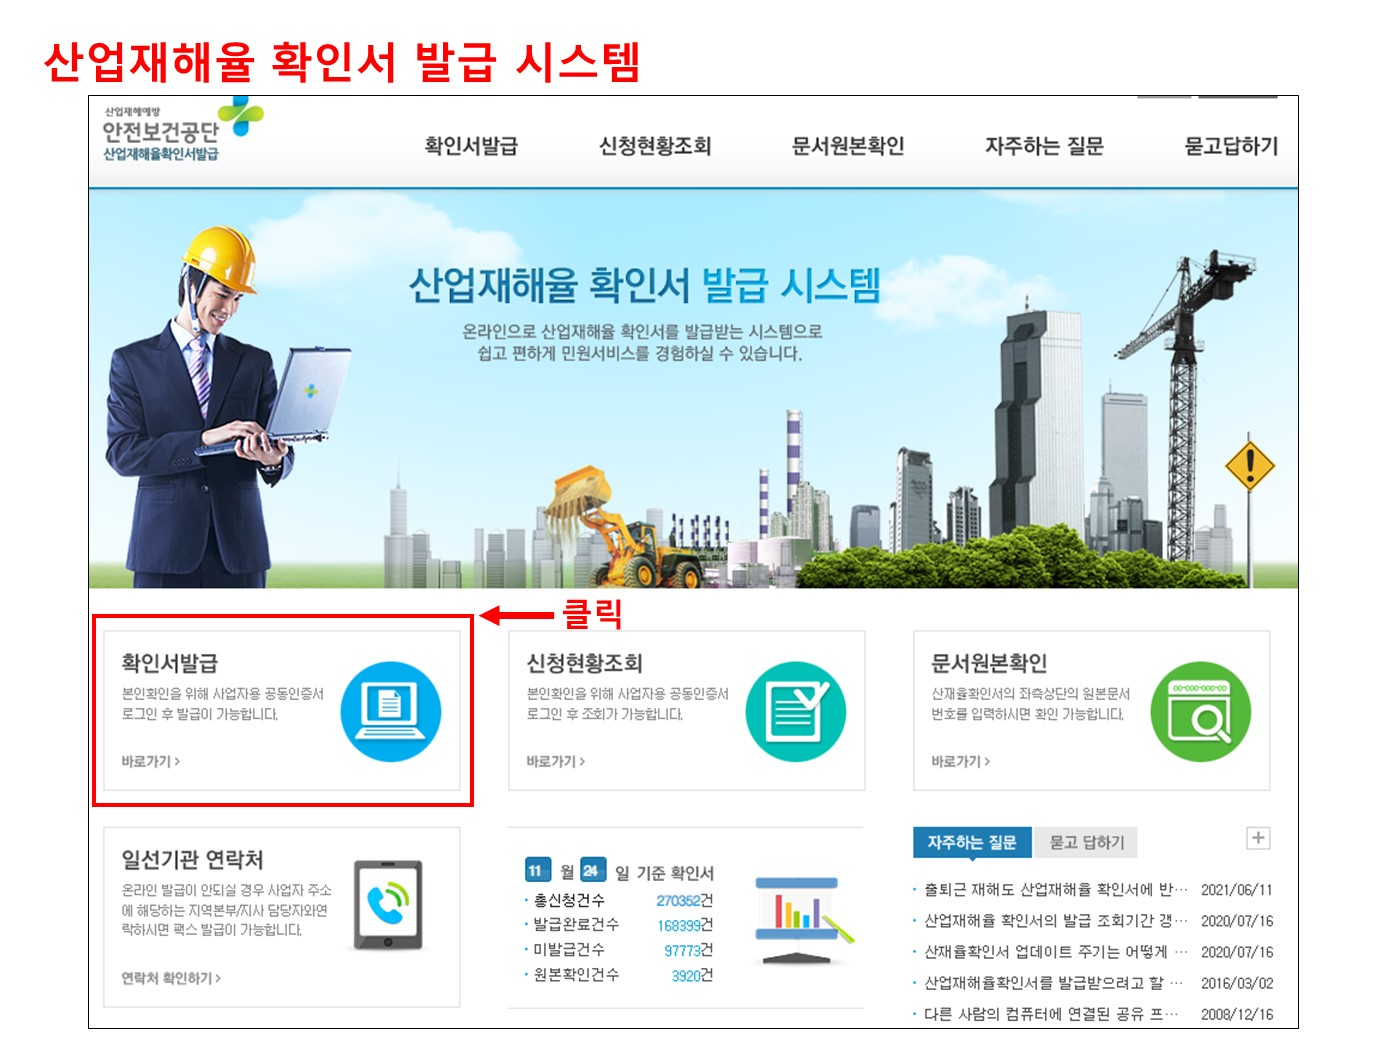 산업재해율 확인서 발급 시스템
산업재해예방
안전보건공단
산업재해율확인서발급
확인서발급
신청현황조회
문서원본확인
자주하는 질문
묻고답하기
산업재해율 확인서 발급 시스템
온라인으로 산업재해율 확인서를 발급받는 시스템으로
쉽고 편하게 민원서비스를 경험하실 수 있습니다.
클릭
확인서발급
본인확인을 위해 사업자용 공동인증서
로그인 후 발급이 가능합니다.
바로가기 >
신청현황조회
본인확인을 위해 사업자용 공동인증서
로그인 후 조회가 가능합니다.
바로가기 >
문서원본확인
산재율확인서의 좌측상단의 원본문서
번호를 입력하시면 확인 가능합니다.
바로가기 >
일선기관 연락처
온라인 발급이 안되실 경우 사업자 주소
에 해당하는 지역본부/지사 담당자와연
락하시면 팩스 발급이 가능합니다.
연락처 확인하기 >
11 월 24 일 기준 확인서
· 총신청건수 270352건
· 발급완료건수 168399건
· 미발급건수 97773건
· 원본확인건수 3920건
자주하는 질문 묻고 답하기
· 출퇴근 재해도 산업재해율 확인서에 반… 2021/06/11
· 산업재해율 확인서의 발급 조회기간 갱… 2020/07/16
· 산재율확인서 업데이트 주기는 어떻게 … 2020/07/16
· 산업재해율확인서를 발급받으려고 할 … 2016/03/02
· 다른 사람의 컴퓨터에 연결된 공유 프… 2008/12/16